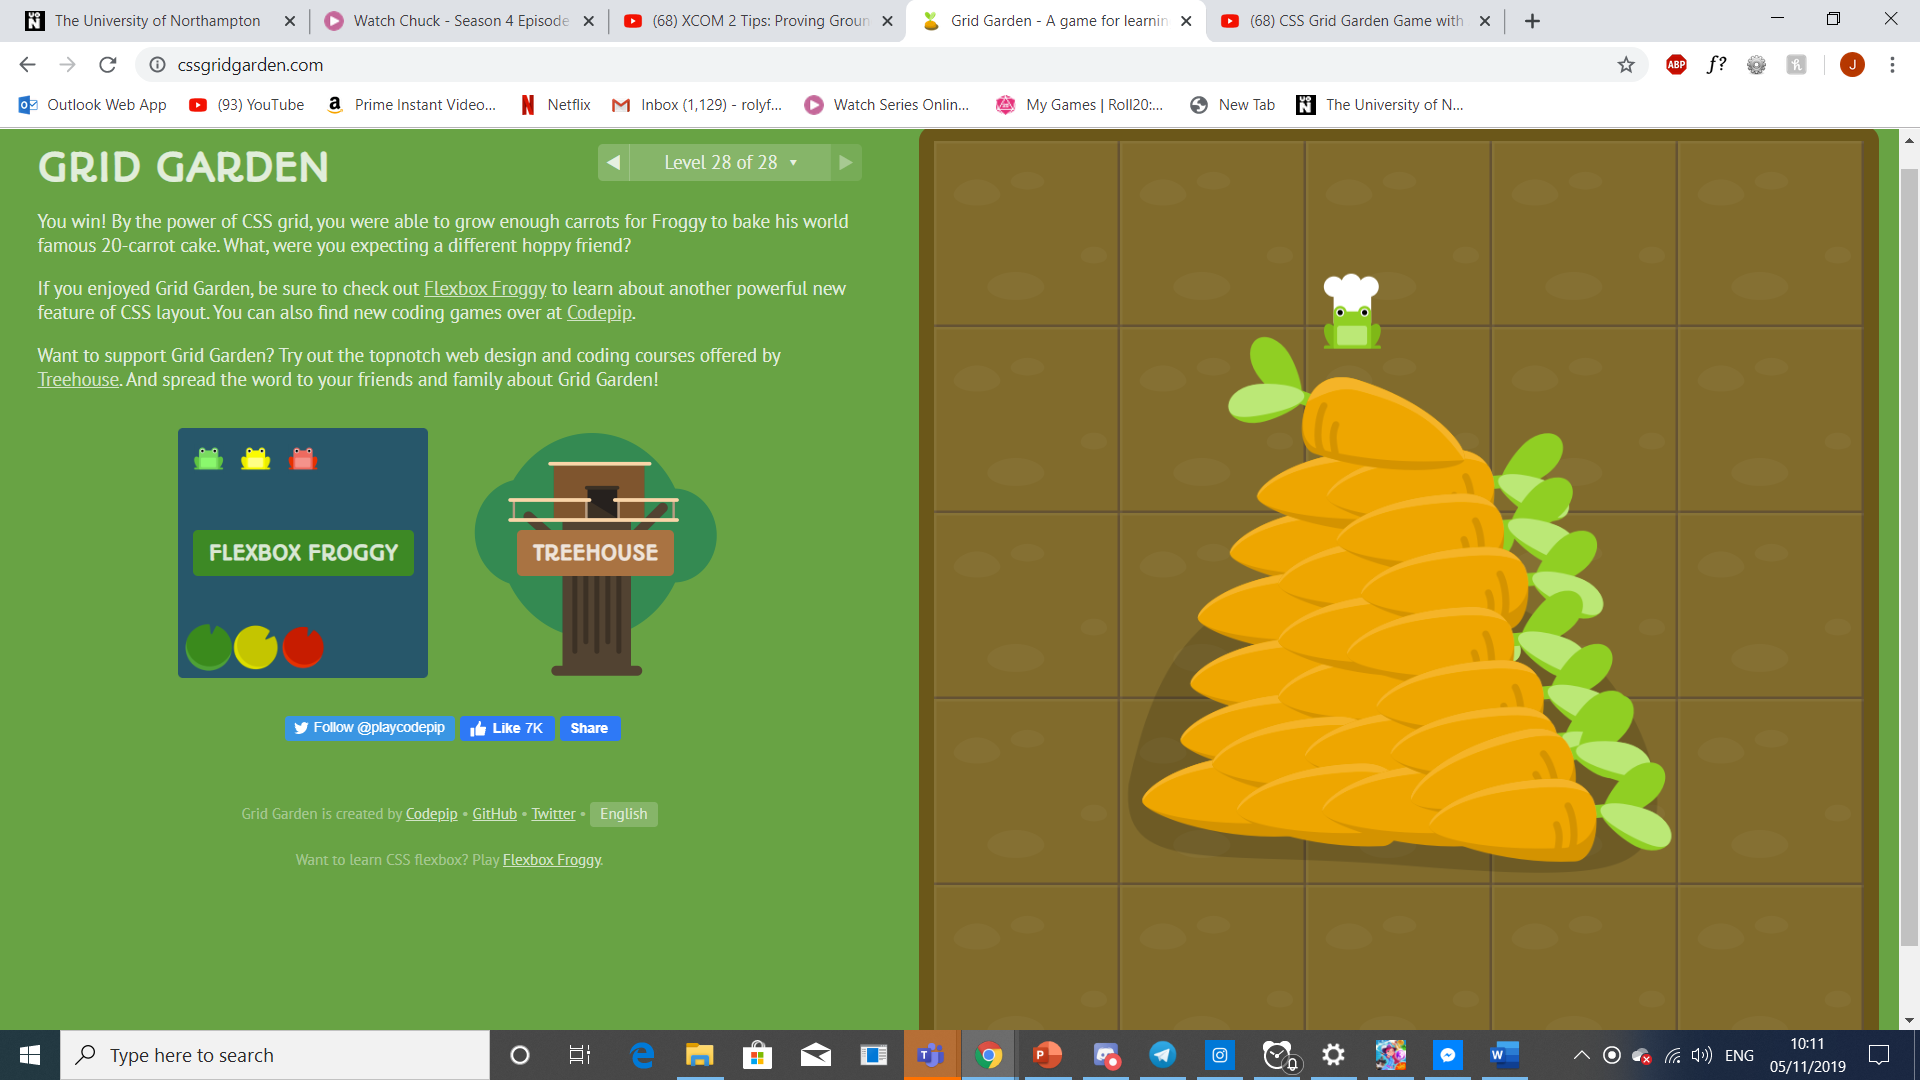 UON The University of Northampton
Watch Chuck - Season 4 Episode
(68) XCOM 2 Tips: Proving Groun
Grid Garden - A game for learnin
(68) CSS Grid Garden Game with
cssgridgarden.com
ABP
f?
J
Outlook Web App
(93) YouTube
Prime Instant Video...
Netflix
Inbox (1,129) - rolyf...
Watch Series Onlin...
My Games | Roll20:...
New Tab
The University of N...
GRID GARDEN
Level 28 of 28
You win! By the power of CSS grid, you were able to grow enough carrots for Froggy to bake his world
famous 20-carrot cake. What, were you expecting a different hoppy friend?
If you enjoyed Grid Garden, be sure to check out Flexbox Froggy to learn about another powerful new
feature of CSS layout. You can also find new coding games over at Codepip.
Want to support Grid Garden? Try out the topnotch web design and coding courses offered by
Treehouse. And spread the word to your friends and family about Grid Garden!
FLEXBOX FROGGY
TREEHOUSE
Follow @playcodepip
Like 7K
Share
Grid Garden is created by Codepip • GitHub • Twitter • English
Want to learn CSS flexbox? Play Flexbox Froggy.
Type here to search
ENG
10:11
05/11/2019